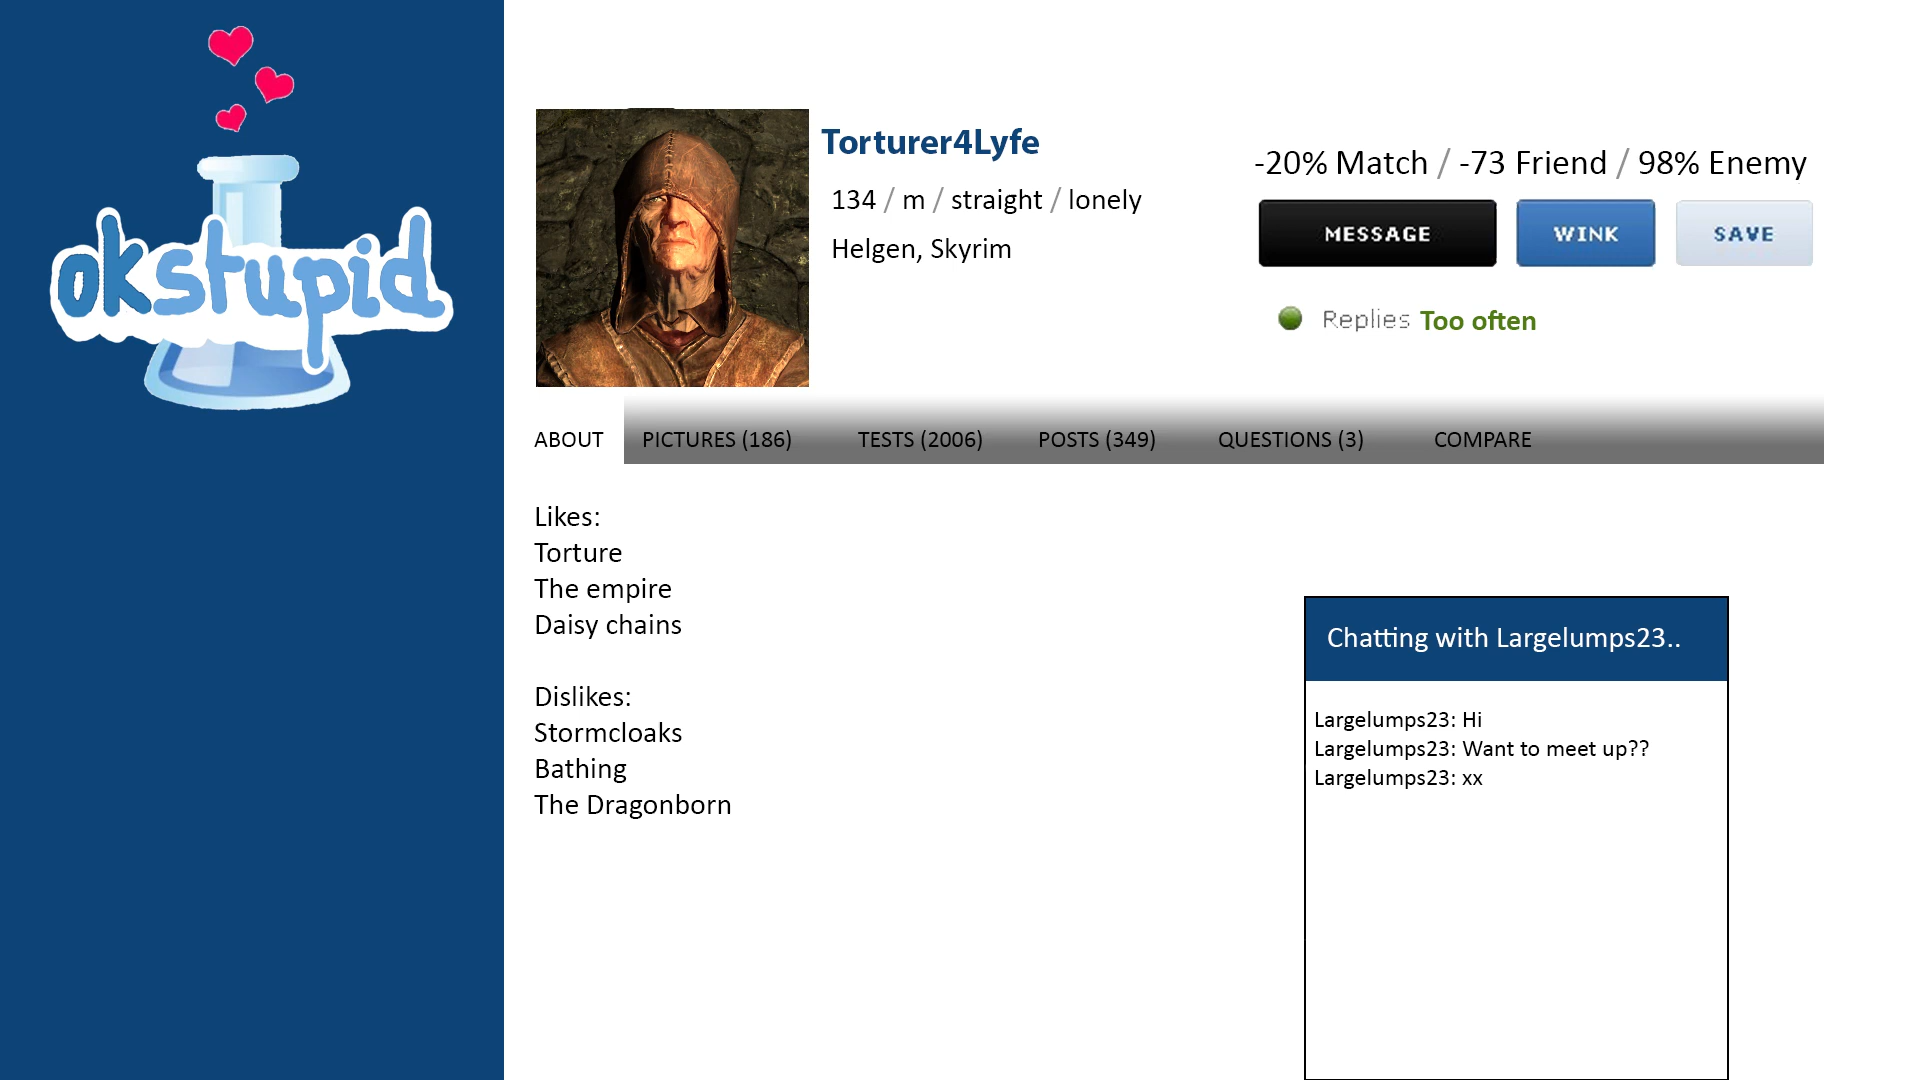 okstupid
Torturer4Lyfe
134 / m / straight / lonely
Helgen, Skyrim
-20% Match / -73 Friend / 98% Enemy
MESSAGE WINK SAVE
Replies Too often
ABOUT PICTURES (186) TESTS (2006) POSTS (349) QUESTIONS (3) COMPARE
Likes:
Torture
The empire
Daisy chains
Dislikes:
Stormcloaks
Bathing
The Dragonborn
Chatting with Largelumps23..
Largelumps23: Hi
Largelumps23: Want to meet up??
Largelumps23: xx